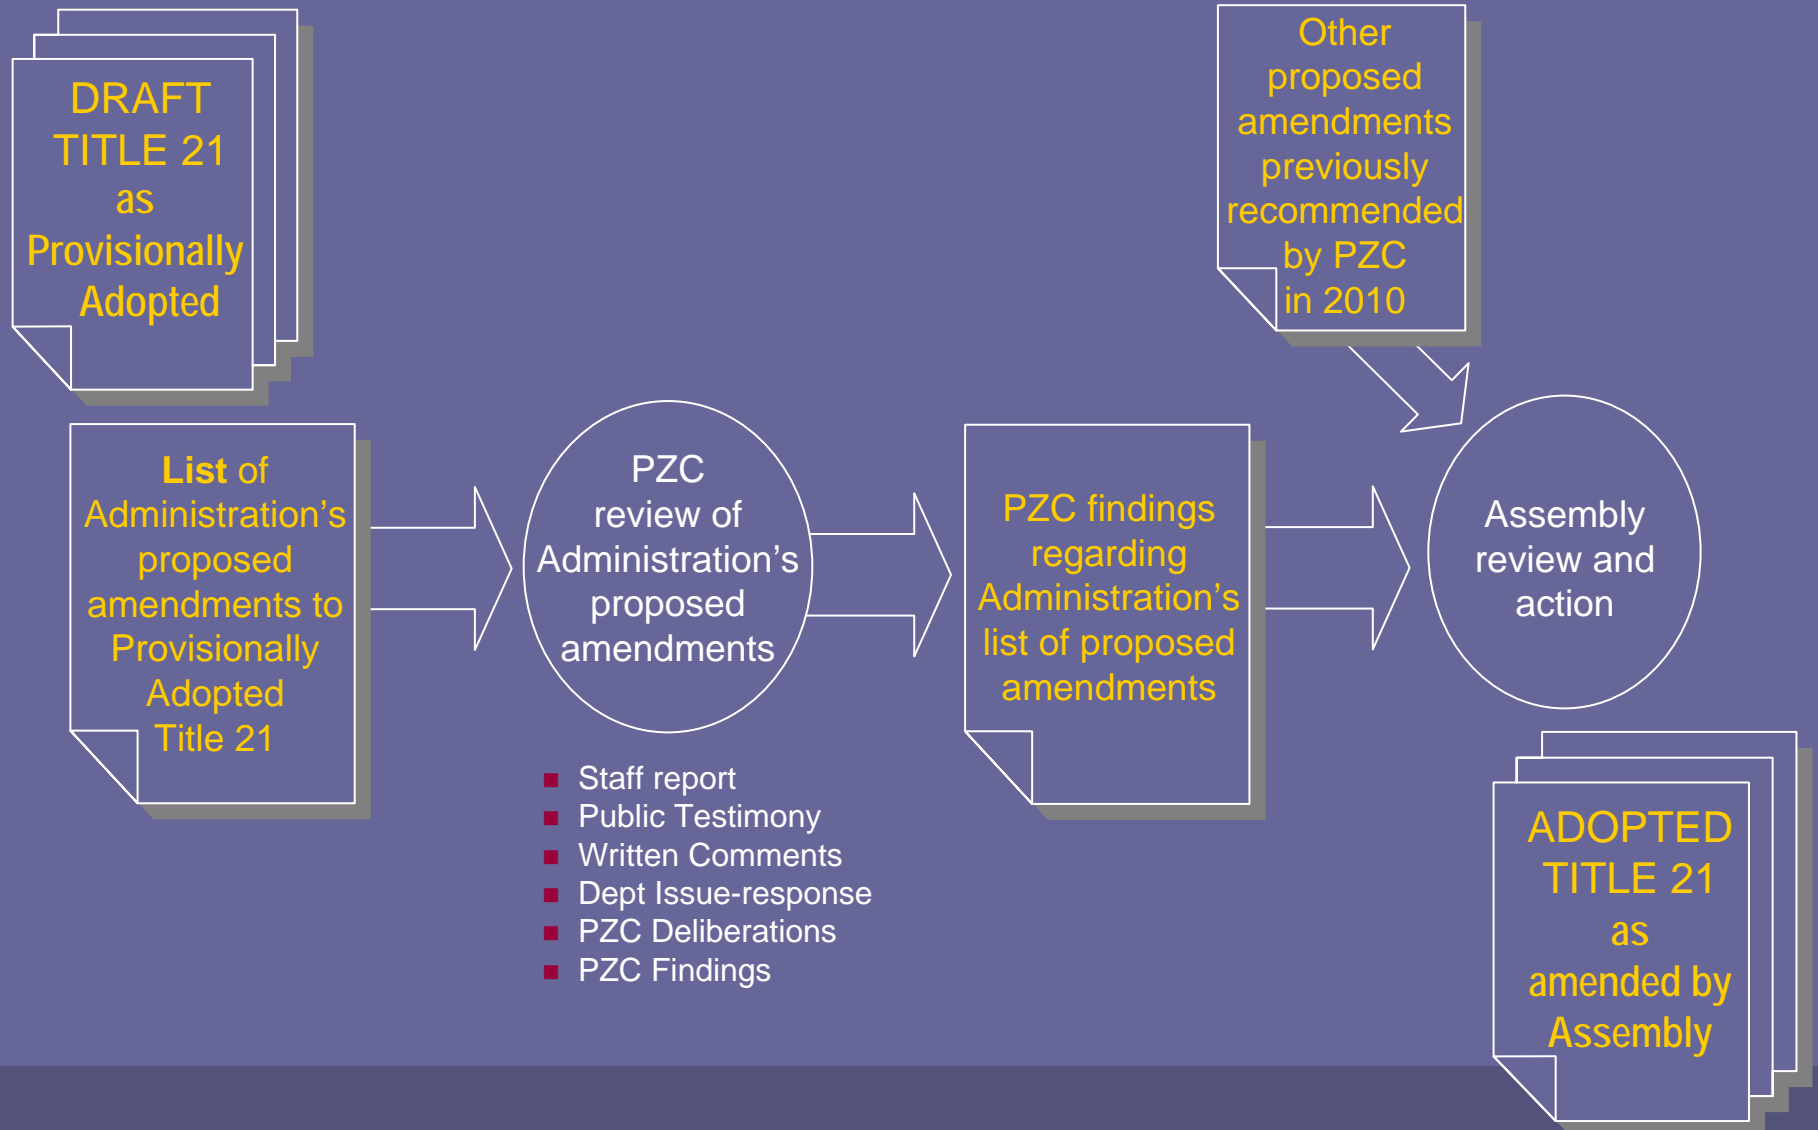 DRAFT
TITLE 21
as
Provisionally
Adopted
List of
Administration's
proposed
amendments to
Provisionally
Adopted
Title 21
PZC
review of
Administration's
proposed
amendments
Staff report
Public Testimony
Written Comments
Dept Issue-response
PZC Deliberations
PZC Findings
PZC findings
regarding
Administration's
list of proposed
amendments
Other
proposed
amendments
previously
recommended
by PZC
in 2010
Assembly
review and
action
ADOPTED
TITLE 21
as
amended by
Assembly